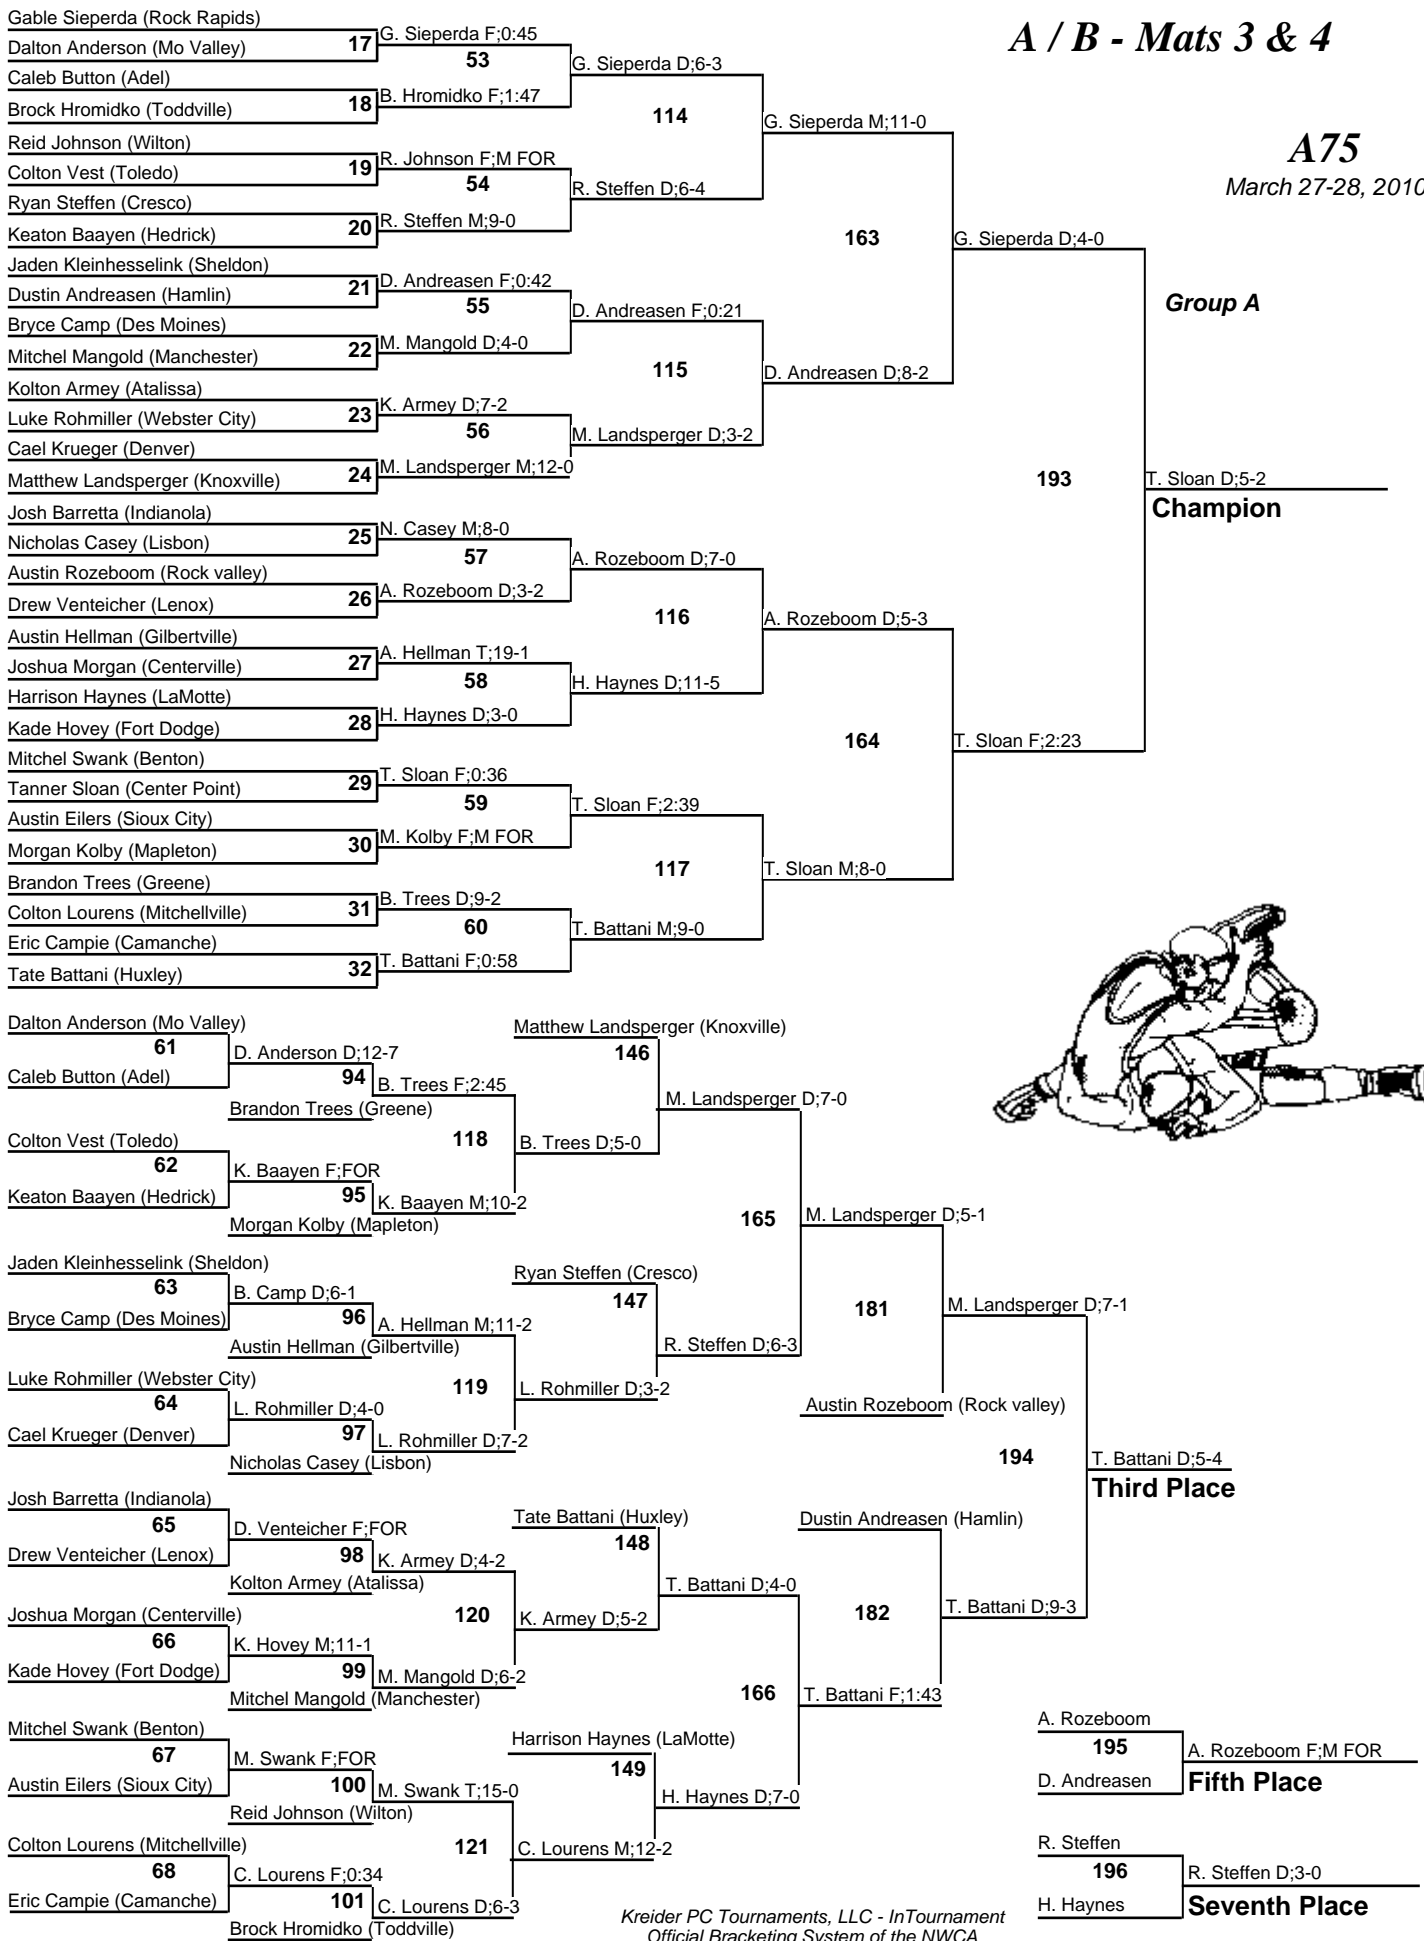 A / B - Mats 3 & 4
A75
March 27-28, 2010
Group A
Gable Sieperda (Rock Rapids)
17
G. Sieperda F;0:45
Dalton Anderson (Mo Valley)
53
G. Sieperda D;6-3
Caleb Button (Adel)
18
B. Hromidko F;1:47
Brock Hromidko (Toddville)
114
G. Sieperda M;11-0
Reid Johnson (Wilton)
19
R. Johnson F;M FOR
Colton Vest (Toledo)
54
R. Steffen D;6-4
Ryan Steffen (Cresco)
20
R. Steffen M;9-0
Keaton Baayen (Hedrick)
163
G. Sieperda D;4-0
Jaden Kleinhesselink (Sheldon)
21
D. Andreasen F;0:42
Dustin Andreasen (Hamlin)
55
D. Andreasen F;0:21
Bryce Camp (Des Moines)
22
M. Mangold D;4-0
Mitchel Mangold (Manchester)
115
D. Andreasen D;8-2
Kolton Armey (Atalissa)
23
K. Armey D;7-2
Luke Rohmiller (Webster City)
56
M. Landsperger D;3-2
Cael Krueger (Denver)
24
M. Landsperger M;12-0
Matthew Landsperger (Knoxville)
193
T. Sloan D;5-2
Champion
Josh Barretta (Indianola)
25
N. Casey M;8-0
Nicholas Casey (Lisbon)
57
A. Rozeboom D;7-0
Austin Rozeboom (Rock valley)
26
A. Rozeboom D;3-2
Drew Venteicher (Lenox)
116
A. Rozeboom D;5-3
Austin Hellman (Gilbertville)
27
A. Hellman T;19-1
Joshua Morgan (Centerville)
58
H. Haynes D;11-5
Harrison Haynes (LaMotte)
28
H. Haynes D;3-0
Kade Hovey (Fort Dodge)
164
T. Sloan F;2:23
Mitchel Swank (Benton)
29
T. Sloan F;0:36
Tanner Sloan (Center Point)
59
T. Sloan F;2:39
Austin Eilers (Sioux City)
30
M. Kolby F;M FOR
Morgan Kolby (Mapleton)
117
T. Sloan M;8-0
Brandon Trees (Greene)
31
B. Trees D;9-2
Colton Lourens (Mitchellville)
60
T. Battani M;9-0
Eric Campie (Camanche)
32
T. Battani F;0:58
Tate Battani (Huxley)
Dalton Anderson (Mo Valley)
61
D. Anderson D;12-7
Caleb Button (Adel)
94
B. Trees F;2:45
Brandon Trees (Greene)
Matthew Landsperger (Knoxville)
146
M. Landsperger D;7-0
118
B. Trees D;5-0
Colton Vest (Toledo)
62
K. Baayen F;FOR
Keaton Baayen (Hedrick)
95
K. Baayen M;10-2
Morgan Kolby (Mapleton)
165
M. Landsperger D;5-1
Jaden Kleinhesselink (Sheldon)
63
B. Camp D;6-1
Bryce Camp (Des Moines)
96
A. Hellman M;11-2
Austin Hellman (Gilbertville)
Ryan Steffen (Cresco)
147
R. Steffen D;6-3
181
M. Landsperger D;7-1
119
L. Rohmiller D;3-2
Luke Rohmiller (Webster City)
64
L. Rohmiller D;4-0
Cael Krueger (Denver)
97
L. Rohmiller D;7-2
Nicholas Casey (Lisbon)
Austin Rozeboom (Rock valley)
194
T. Battani D;5-4
Third Place
Josh Barretta (Indianola)
65
D. Venteicher F;FOR
Drew Venteicher (Lenox)
98
K. Armey D;4-2
Kolton Armey (Atalissa)
Tate Battani (Huxley)
148
T. Battani D;4-0
Dustin Andreasen (Hamlin)
182
T. Battani D;9-3
120
K. Armey D;5-2
Joshua Morgan (Centerville)
66
K. Hovey M;11-1
Kade Hovey (Fort Dodge)
99
M. Mangold D;6-2
Mitchel Mangold (Manchester)
166
T. Battani F;1:43
Mitchel Swank (Benton)
67
M. Swank F;FOR
Austin Eilers (Sioux City)
100
M. Swank T;15-0
Reid Johnson (Wilton)
Harrison Haynes (LaMotte)
149
H. Haynes D;7-0
121
C. Lourens M;12-2
Colton Lourens (Mitchellville)
68
C. Lourens F;0:34
Eric Campie (Camanche)
101
C. Lourens D;6-3
Brock Hromidko (Toddville)
A. Rozeboom
195
A. Rozeboom F;M FOR
D. Andreasen
Fifth Place
R. Steffen
196
R. Steffen D;3-0
H. Haynes
Seventh Place
Kreider PC Tournaments, LLC - InTournament
Official Bracketing System of the NWCA